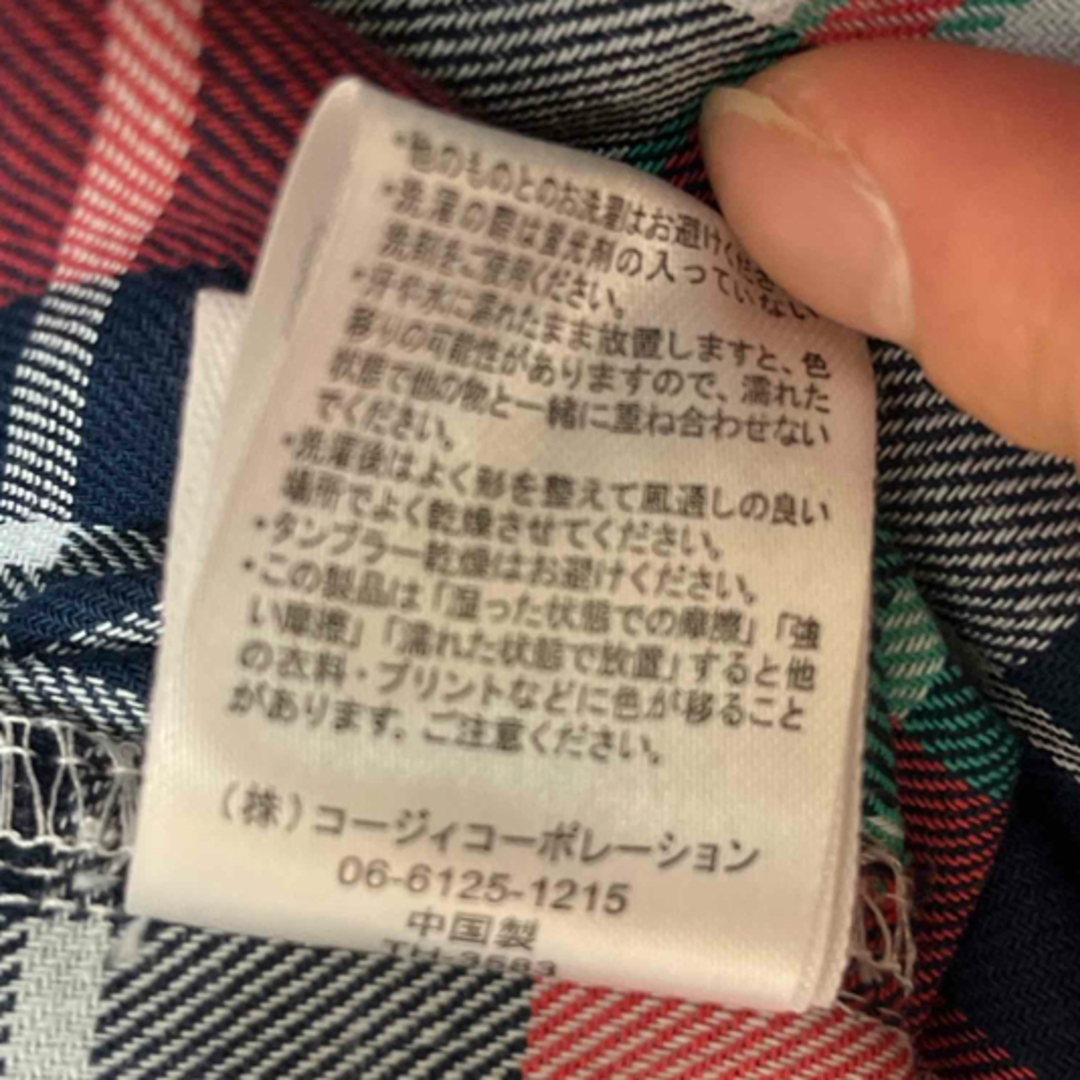 ・他のものとのお洗濯はお避けくださ
・洗濯の際は蛍光剤の入っていない
洗剤をご使用ください。
・汗や水に濡れたまま放置しますと、色
移りの可能性がありますので、濡れた
状態で他の物と一緒に重ね合わせない
でください。
・洗濯後はよく形を整えて風通しの良い
場所でよく乾燥させてください。
・タンブラー乾燥はお避けください。
・この製品は「湿った状態での摩擦」「強
い摩擦」「濡れた状態で放置」すると他
の衣料・プリントなどに色が移ること
があります。ご注意ください。
(株)コージィコーポレーション
06-6125-1215
中国製